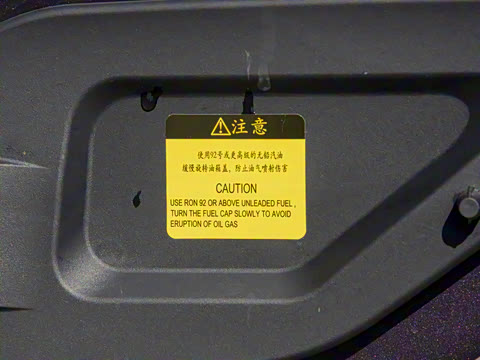 ⚠注意
使用92号或更高级的无铅汽油
缓慢旋转油箱盖，防止油气喷射伤害
CAUTION
USE RON 92 OR ABOVE UNLEADED FUEL ,
TURN THE FUEL CAP SLOWLY TO AVOID
ERUPTION OF OIL GAS